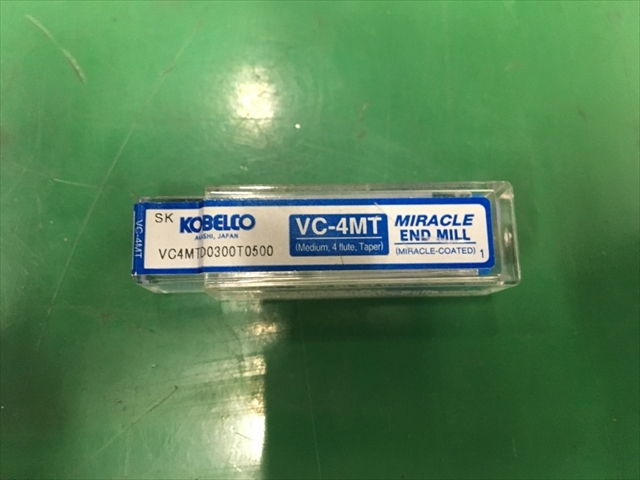 VC-4MT
SK
KOBELCO
AKASHI, JAPAN
VC4MTD0300T0500
VC-4MT
(Medium, 4 flute, Taper)
MIRACLE
END MILL
(MIRACLE-COATED) 1